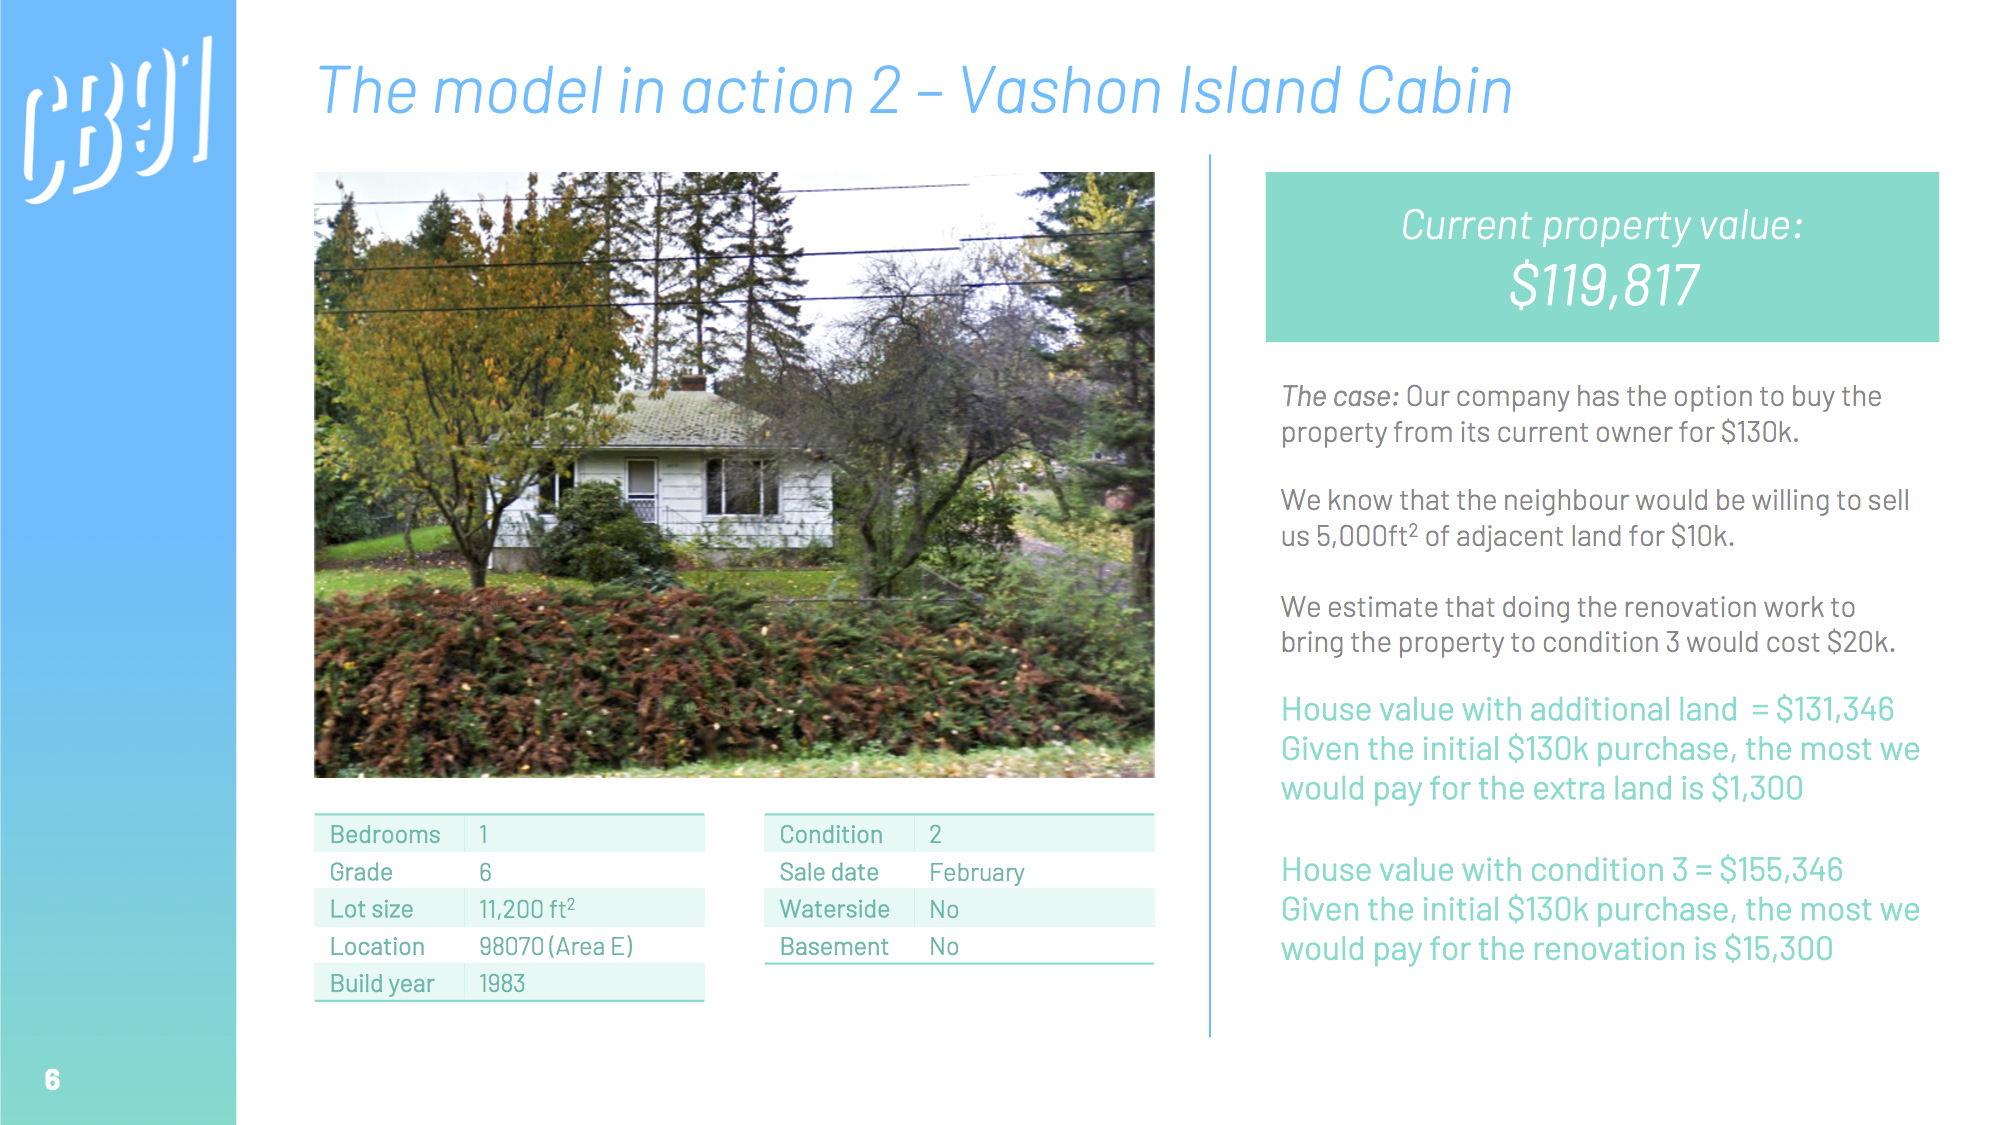 CB91
The model in action 2 – Vashon Island Cabin
Bedrooms 1
Grade 6
Lot size 11,200 ft²
Location 98070 (Area E)
Build year 1983
Condition 2
Sale date February
Waterside No
Basement No
Current property value:
$119,817
The case: Our company has the option to buy the
property from its current owner for $130k.
We know that the neighbour would be willing to sell
us 5,000ft² of adjacent land for $10k.
We estimate that doing the renovation work to
bring the property to condition 3 would cost $20k.
House value with additional land = $131,346
Given the initial $130k purchase, the most we
would pay for the extra land is $1,300
House value with condition 3 = $155,346
Given the initial $130k purchase, the most we
would pay for the renovation is $15,300
6